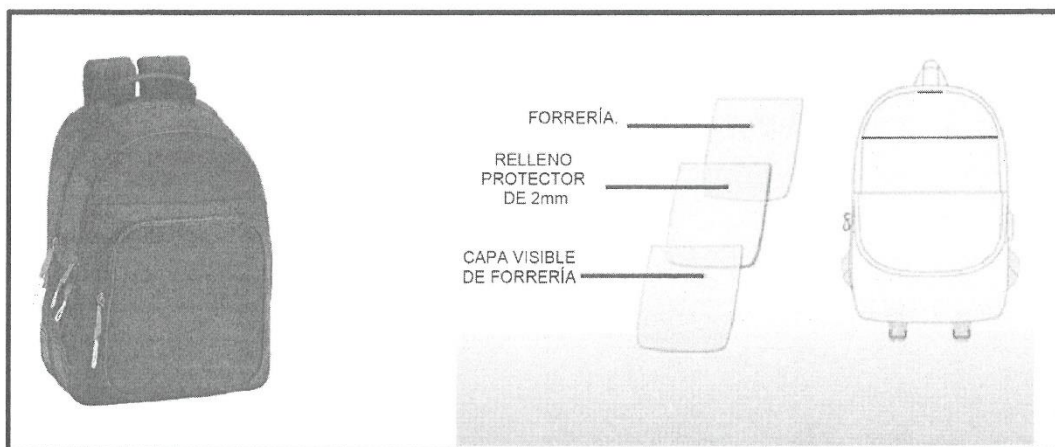 FORRERÍA.
RELLENO
PROTECTOR
DE 2mm
CAPA VISIBLE
DE FORRERÍA